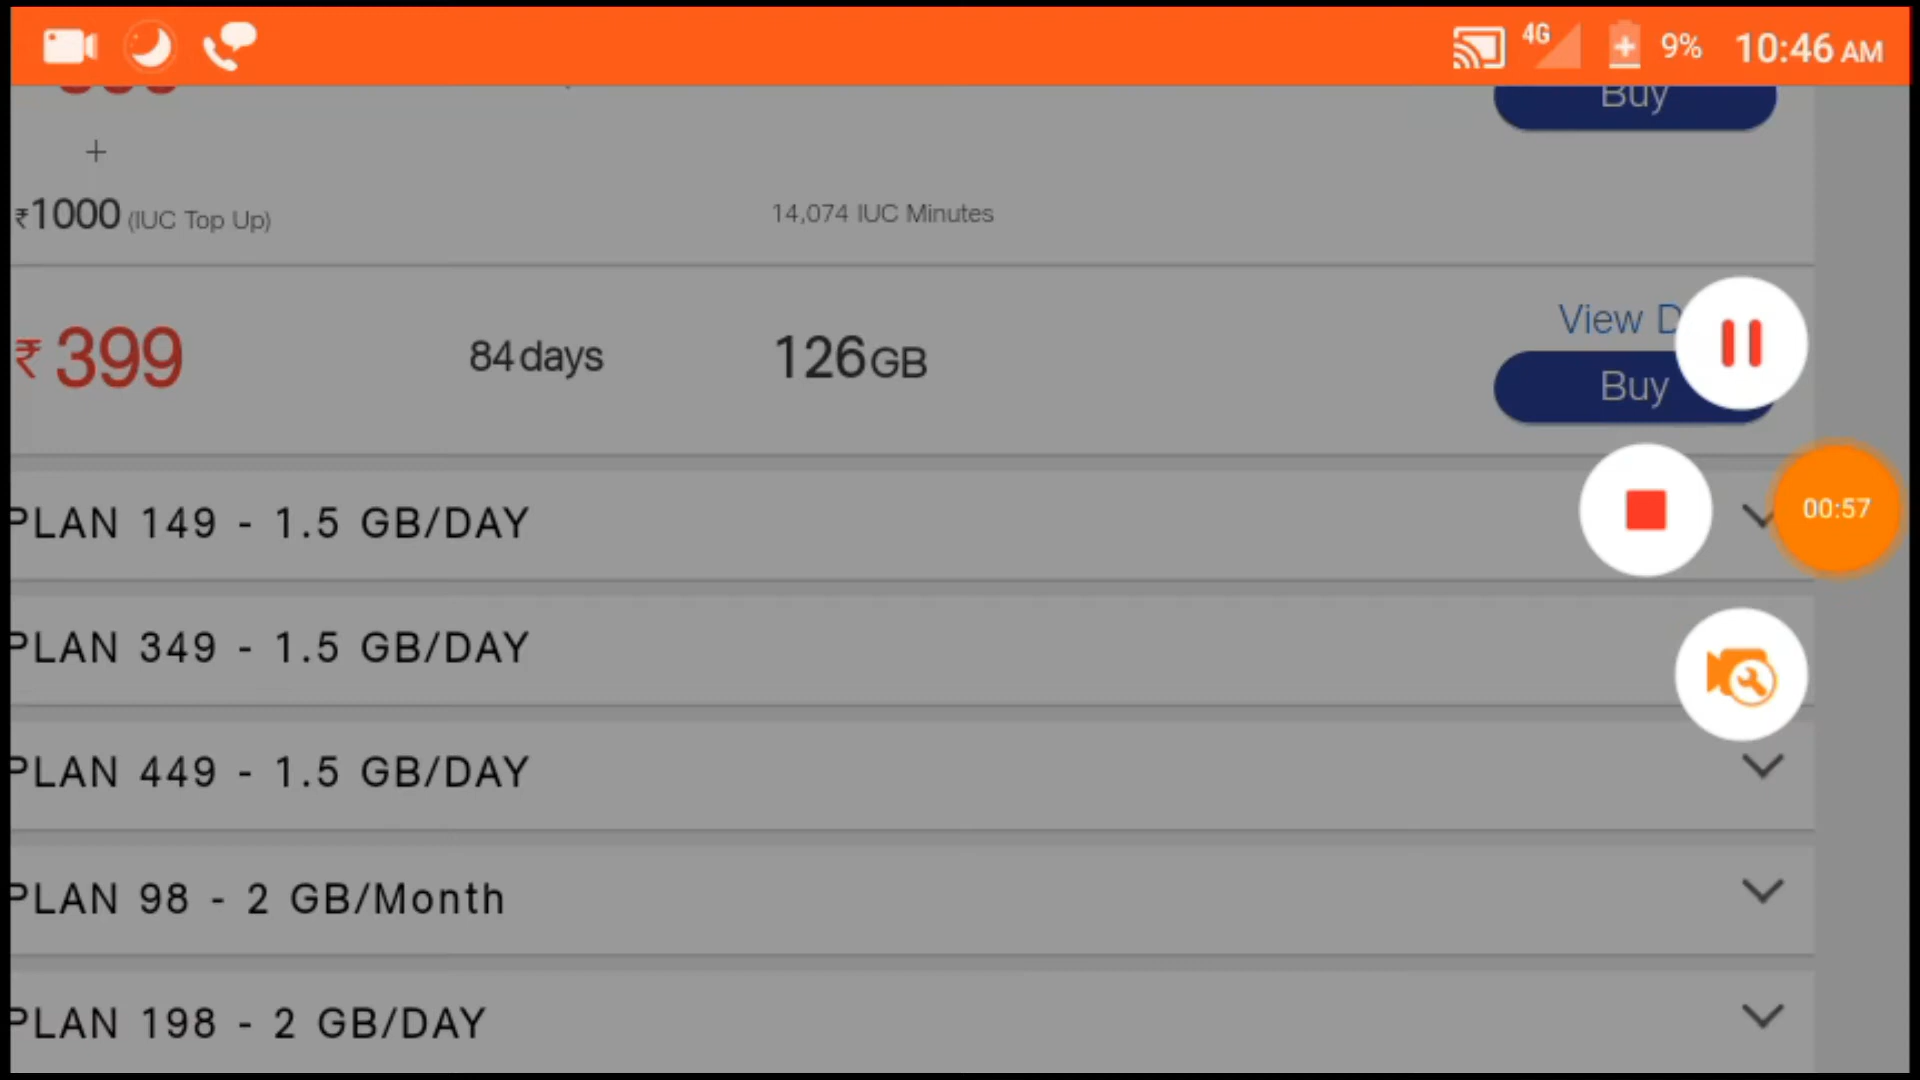 4G 9% 10:46 AM
Buy
+
₹1000 (IUC Top Up) 14,074 IUC Minutes
View
₹ 399 84 days 126GB
Buy
PLAN 149 - 1.5 GB/DAY
00:57
PLAN 349 - 1.5 GB/DAY
PLAN 449 - 1.5 GB/DAY
PLAN 98 - 2 GB/Month
PLAN 198 - 2 GB/DAY